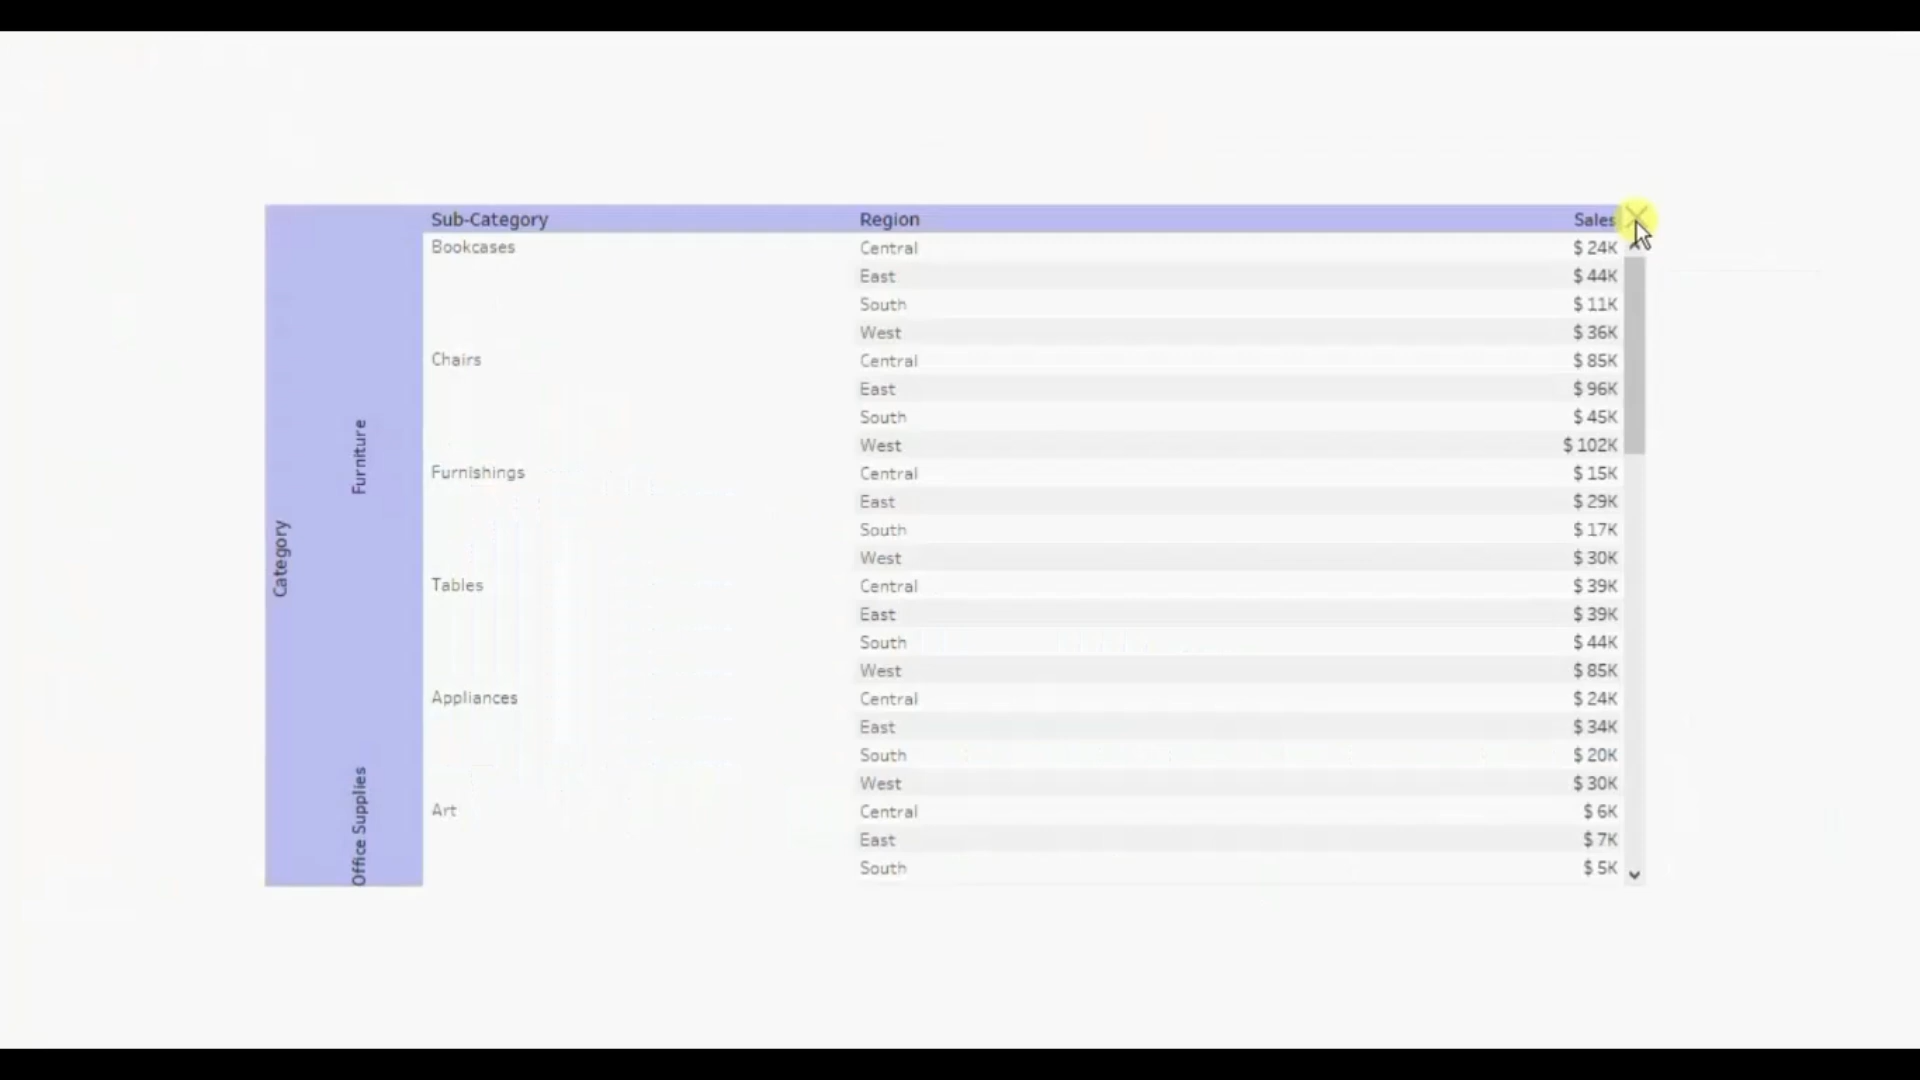 Sub-Category Region Sales
Bookcases Central $ 24K
East $ 44K
South $ 11K
West $ 36K
Chairs Central $ 85K
East $ 96K
South $ 45K
West $ 102K
Furniture
Furnishings Central $ 15K
East $ 29K
South $ 17K
West $ 30K
Category
Tables Central $ 39K
East $ 39K
South $ 44K
West $ 85K
Appliances Central $ 24K
East $ 34K
South $ 20K
West $ 30K
Office Supplies
Art Central $ 6K
East $ 7K
South $ 5K